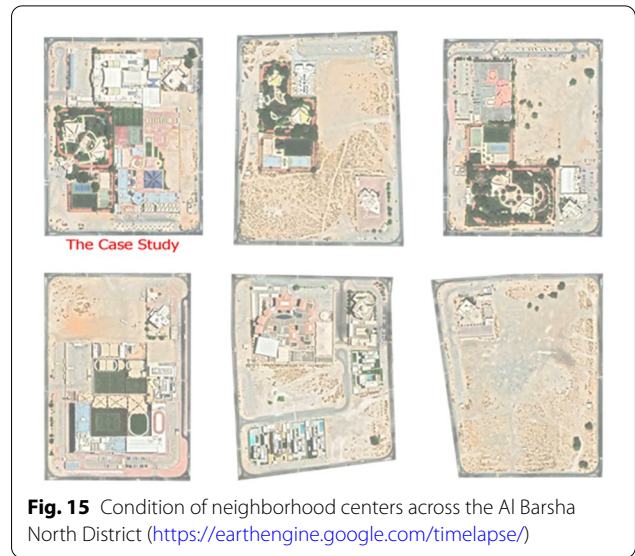 The Case Study
Fig. 15 Condition of neighborhood centers across the Al Barsha
North District (https://earthengine.google.com/timelapse/)